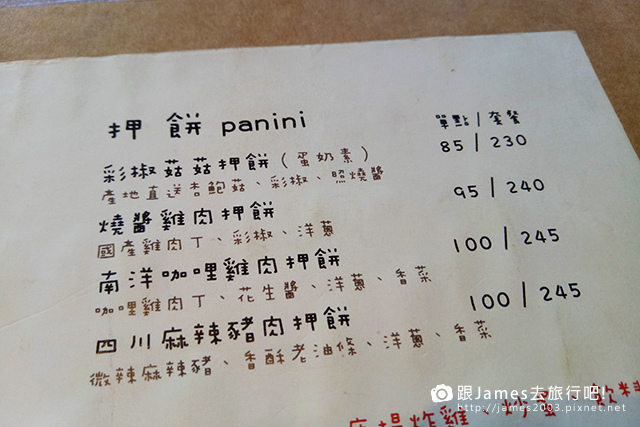 押餅 panini
單點 / 套餐
彩椒菇菇押餅 (蛋奶素) 85 / 230
產地直送杏鮑菇、彩椒、照燒醬
燒醬雞肉押餅 95 / 240
國產雞肉丁、彩椒、洋蔥
南洋咖哩雞肉押餅 100 / 245
咖哩雞肉丁、花生醬、洋蔥、香菜
四川麻辣豬肉押餅 100 / 245
微辣麻辣豬、香酥老油條、洋蔥、香菜
跟James去旅行吧!
http://james2003.pixnet.net